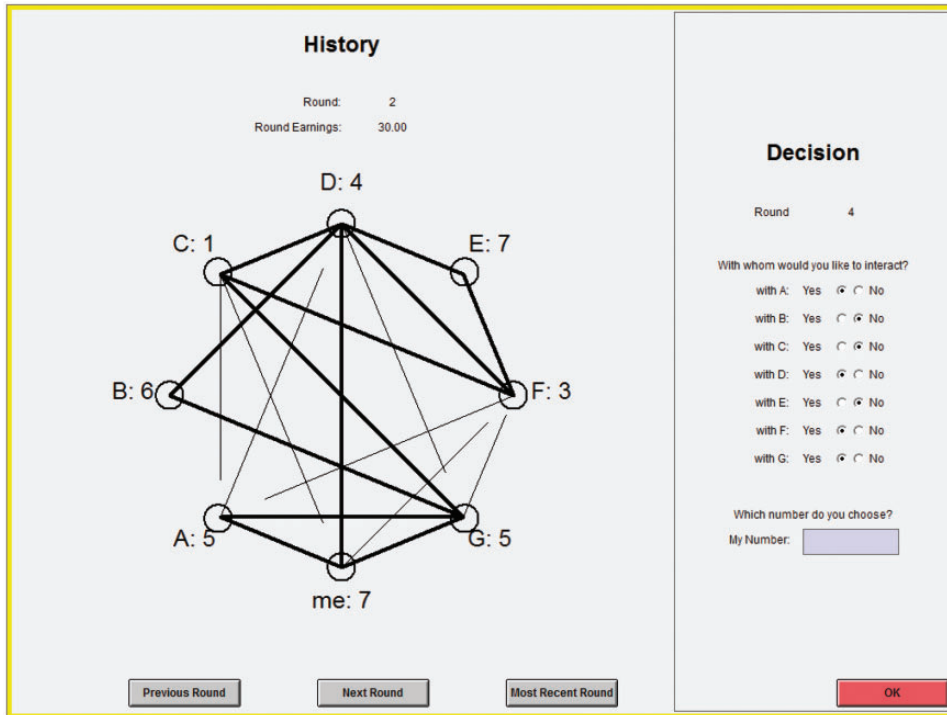 History
Round: 2
Round Earnings: 30.00
D: 4
C: 1
E: 7
B: 6
F: 3
A: 5
G: 5
me: 7
Previous Round
Next Round
Most Recent Round
Decision
Round 4
With whom would you like to interact?
with A: Yes No
with B: Yes No
with C: Yes No
with D: Yes No
with E: Yes No
with F: Yes No
with G: Yes No
Which number do you choose?
My Number:
OK